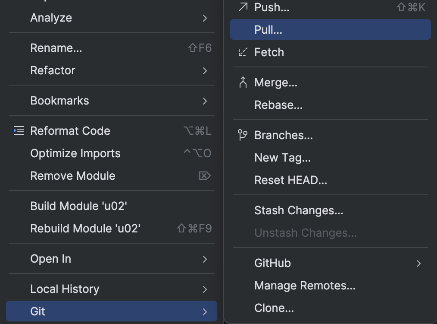 Analyze
Rename... ⇧F6
Refactor
Bookmarks
Reformat Code ⌥⌘L
Optimize Imports ⌃⌥O
Remove Module ⌦
Build Module 'u02'
Rebuild Module 'u02' ⇧⌘F9
Open In
Local History
Git
Push... ⇧⌘K
Pull...
Fetch
Merge...
Rebase...
Branches...
New Tag...
Reset HEAD...
Stash Changes...
Unstash Changes...
GitHub
Manage Remotes...
Clone...